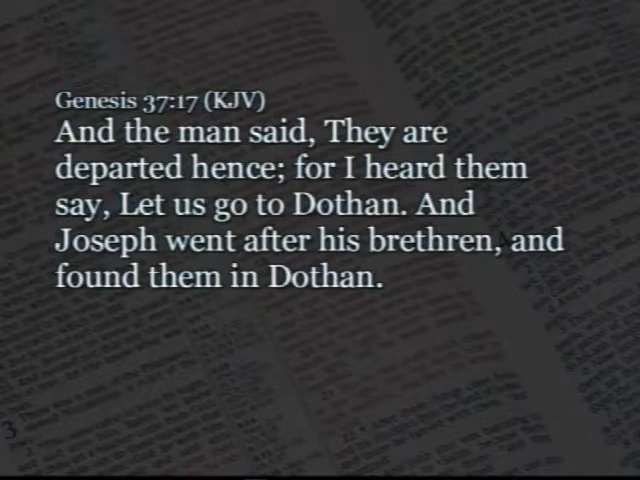 Genesis 37:17 (KJV)
And the man said, They are
departed hence; for I heard them
say, Let us go to Dothan. And
Joseph went after his brethren, and
found them in Dothan.
3